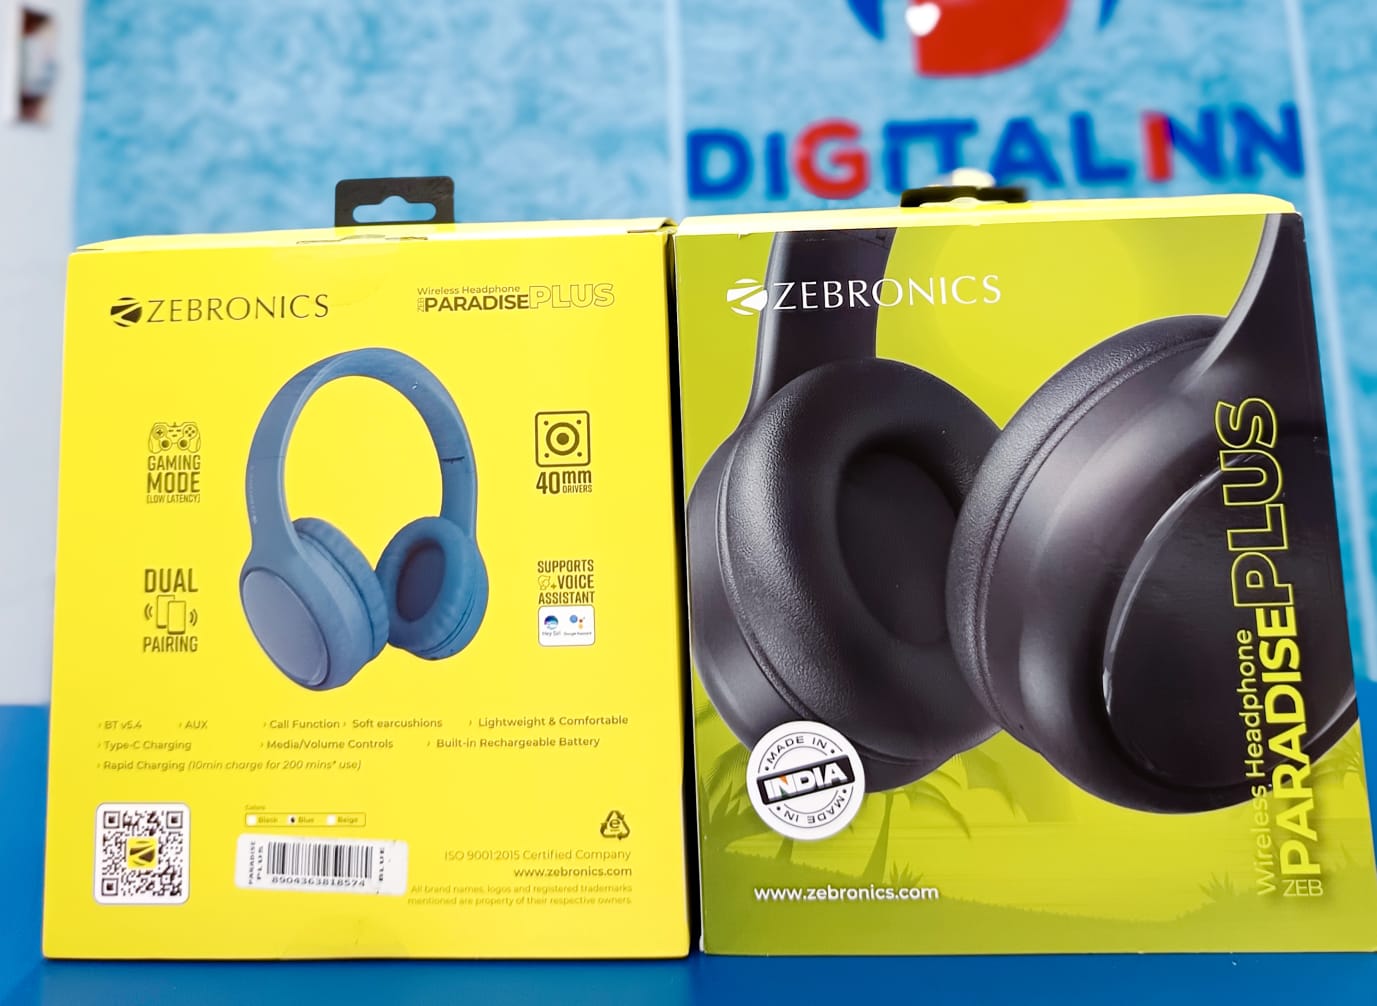 DIGITALINN
ZEBRONICS
Wireless Headphone
ZEB PARADISE PLUS
GAMING
MODE
(LOW LATENCY)
40mm
DRIVERS
DUAL
PAIRING
SUPPORTS
VOICE
ASSISTANT
Hey Siri Google Assistant
› BT v5.4 › AUX › Call Function › Soft earcushions › Lightweight & Comfortable
› Type-C Charging › Media/Volume Controls › Built-in Rechargeable Battery
› Rapid Charging (10min charge for 200 mins* use)
Colors
Black Blue Beige
PARADISE
PLUS
8904363818574
BLUE
ISO 9001:2015 Certified Company
www.zebronics.com
All brand names, logos and registered trademarks
mentioned are property of their respective owners.
ZEBRONICS
Wireless Headphone
ZEB PARADISE PLUS
MADE IN
INDIA
MADE IN
www.zebronics.com